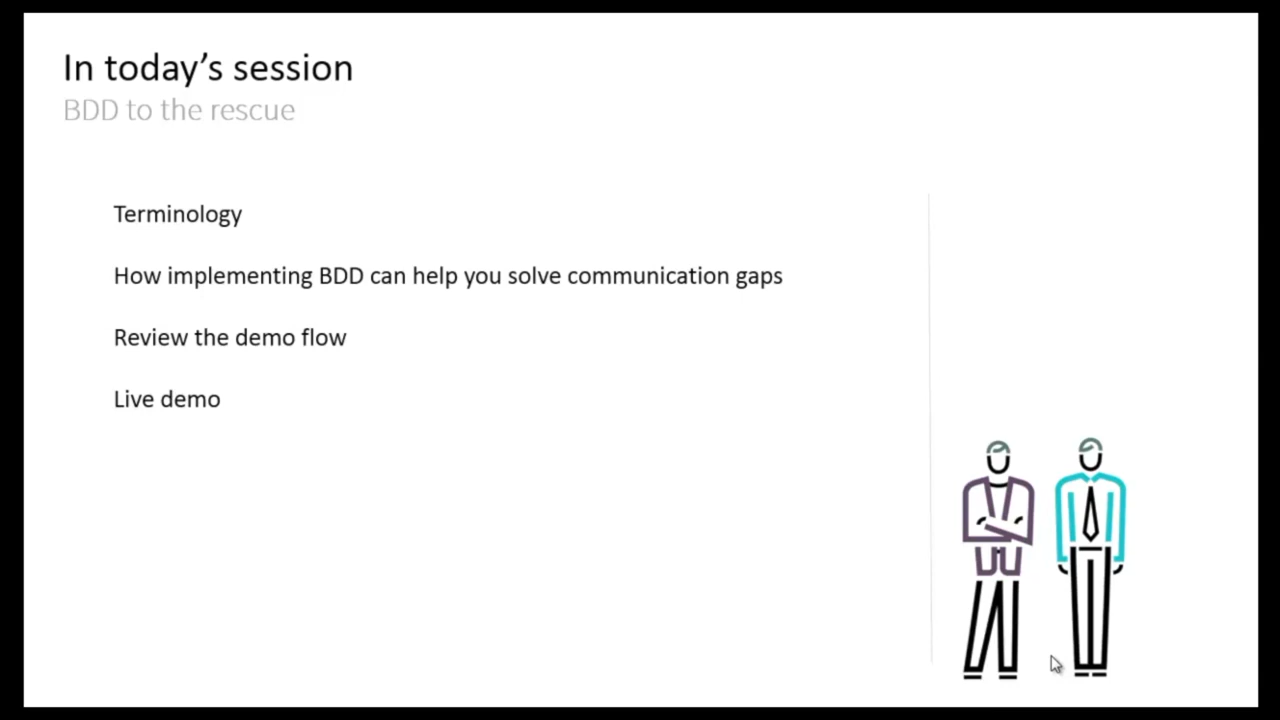 In today’s session
BDD to the rescue
Terminology
How implementing BDD can help you solve communication gaps
Review the demo flow
Live demo